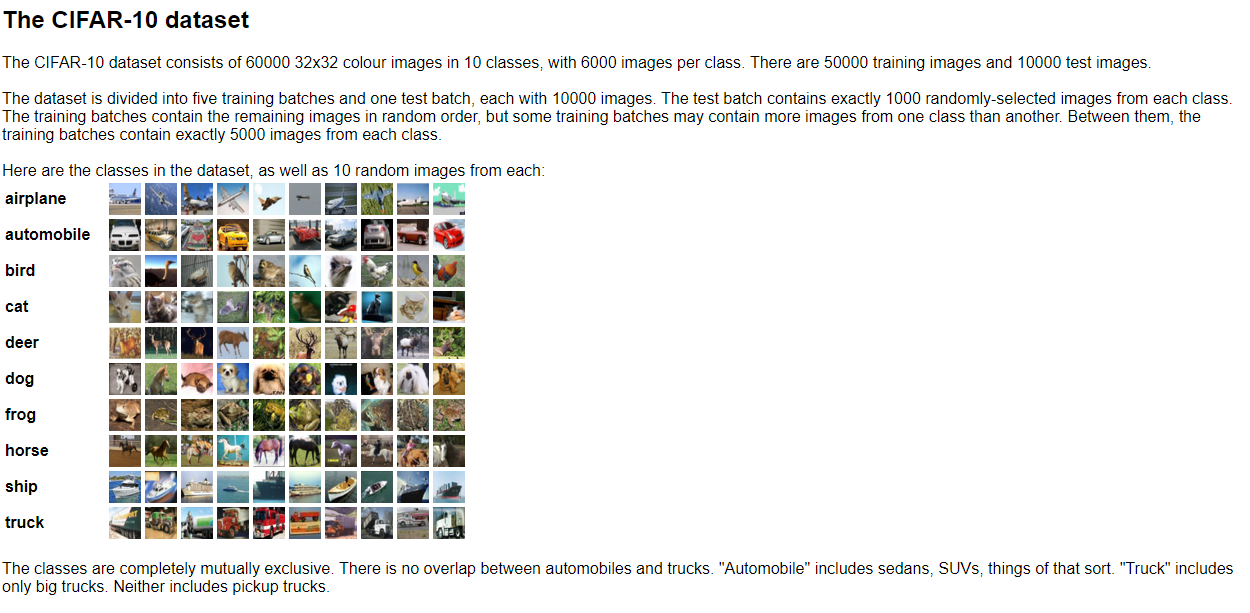 The CIFAR-10 dataset
The CIFAR-10 dataset consists of 60000 32x32 colour images in 10 classes, with 6000 images per class. There are 50000 training images and 10000 test images.
The dataset is divided into five training batches and one test batch, each with 10000 images. The test batch contains exactly 1000 randomly-selected images from each class.
The training batches contain the remaining images in random order, but some training batches may contain more images from one class than another. Between them, the
training batches contain exactly 5000 images from each class.
Here are the classes in the dataset, as well as 10 random images from each:
airplane
automobile
bird
cat
deer
dog
frog
horse
ship
truck
The classes are completely mutually exclusive. There is no overlap between automobiles and trucks. "Automobile" includes sedans, SUVs, things of that sort. "Truck" includes
only big trucks. Neither includes pickup trucks.